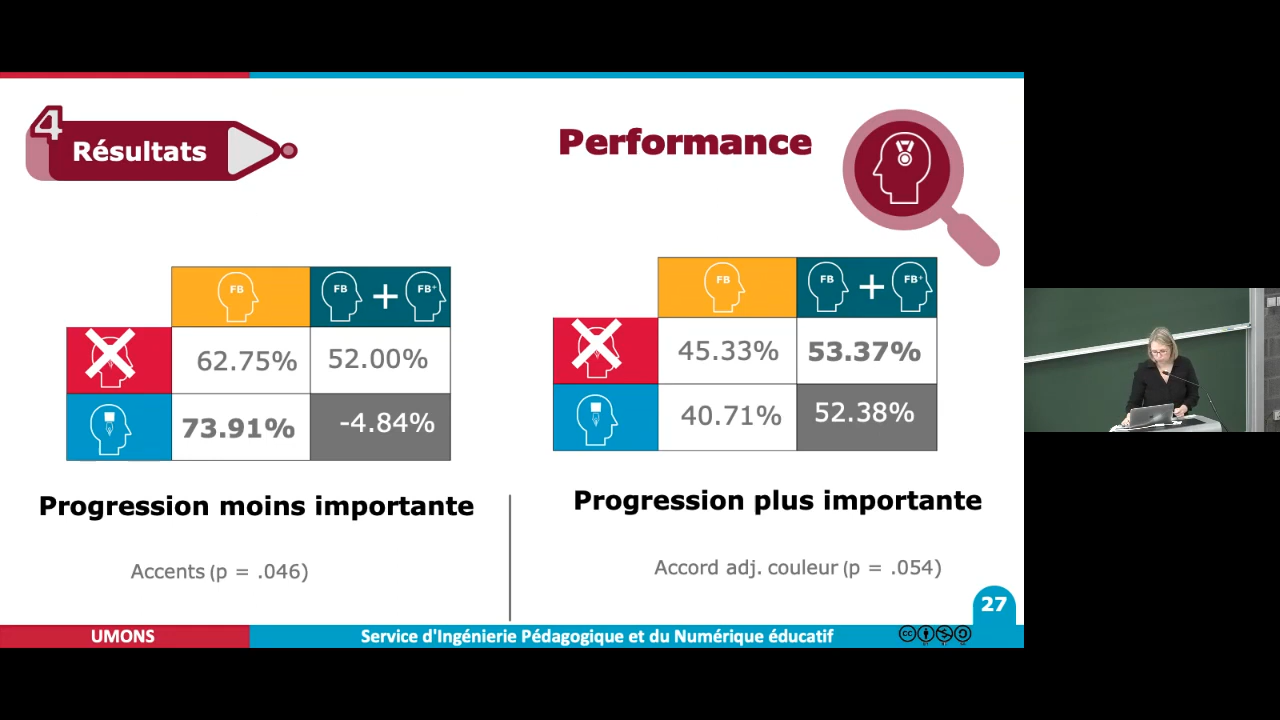 4
Résultats
Performance
FB
FB + FB+
62.75%
52.00%
73.91%
-4.84%
FB
FB + FB+
45.33%
53.37%
40.71%
52.38%
Progression moins importante
Accents (p = .046)
Progression plus importante
Accord adj. couleur (p = .054)
27
UMONS
Service d'Ingénierie Pédagogique et du Numérique éducatif
cc